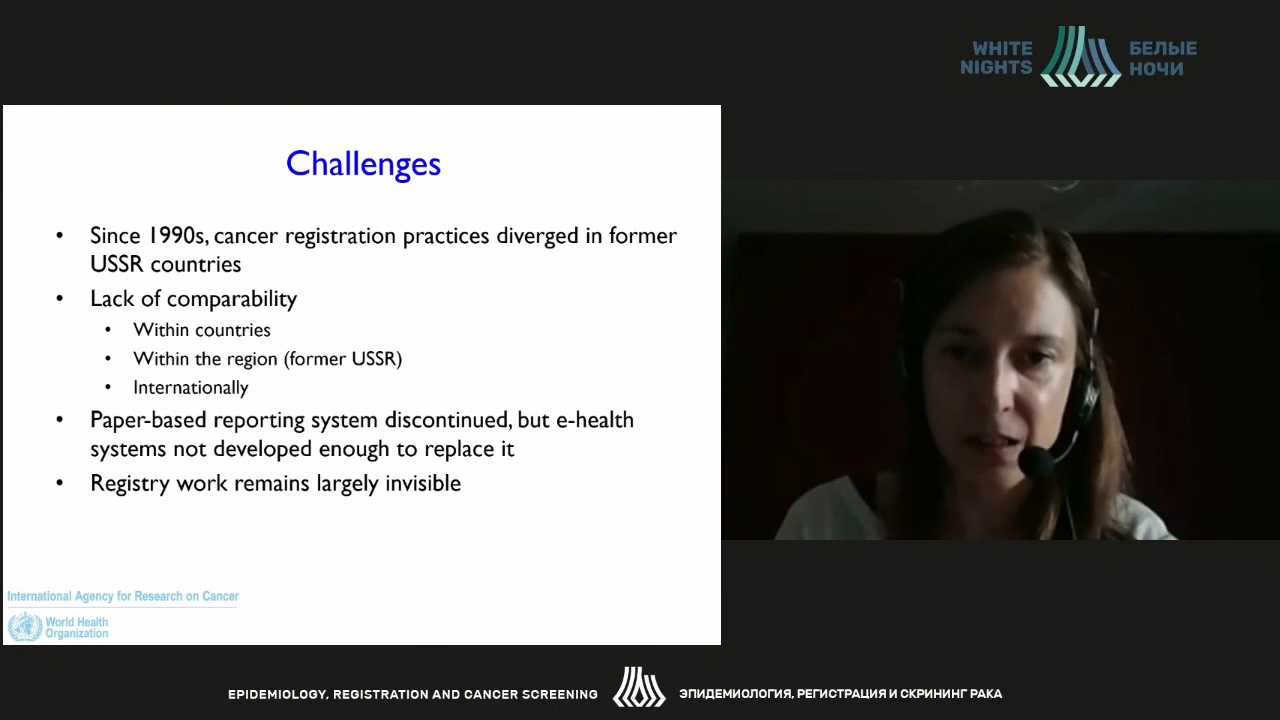 WHITE
NIGHTS
БЕЛЫЕ
НОЧИ
Challenges
• Since 1990s, cancer registration practices diverged in former
USSR countries
• Lack of comparability
• Within countries
• Within the region (former USSR)
• Internationally
• Paper-based reporting system discontinued, but e-health
systems not developed enough to replace it
• Registry work remains largely invisible
International Agency for Research on Cancer
World Health
Organization
EPIDEMIOLOGY, REGISTRATION AND CANCER SCREENING
ЭПИДЕМИОЛОГИЯ, РЕГИСТРАЦИЯ И СКРИНИНГ РАКА